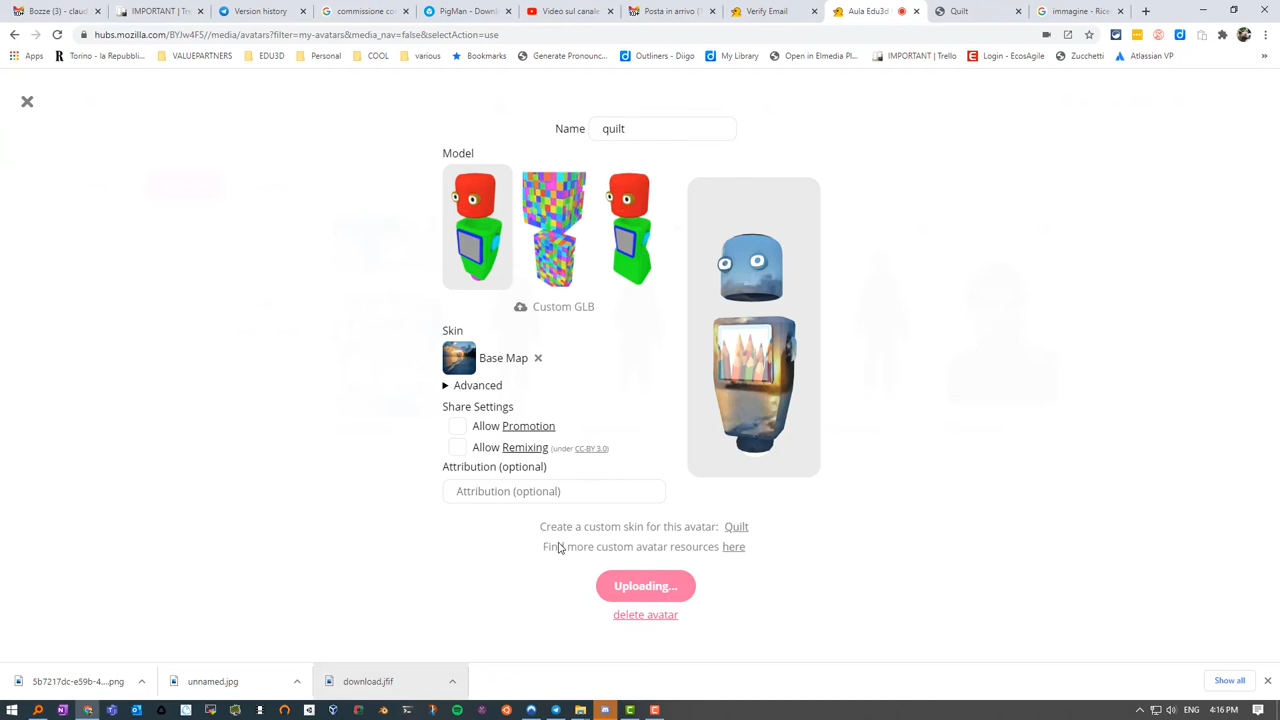 Bozze (3) - claud
IMPORTANT | Tr
Version history
commissione cc
PigMan - Downl
Video sul canale
Posta in arrivo (
Verify Email
Aula Edu3d
Quilt
immagine - Rice
hubs.mozilla.com/BYJw4F5//media/avatars?filter=my-avatars&media_nav=false&selectAction=use
Apps
Torino - la Repubbli...
VALUEPARTNERS
EDU3D
Personal
COOL
various
Bookmarks
Generate Pronounc...
Outliners - Diigo
My Library
Open in Elmedia Pl...
IMPORTANT | Trello
Login - EcosAgile
Zucchetti
Atlassian VP
»
Name quilt
Model
Custom GLB
Skin
Base Map
Advanced
Share Settings
Allow Promotion
Allow Remixing (under CC-BY 3.0)
Attribution (optional)
Attribution (optional)
Create a custom skin for this avatar: Quilt
Find more custom avatar resources here
Uploading...
delete avatar
5b7217dc-e59b-4....png
unnamed.jpg
download.jfif
Show all
ENG
4:16 PM